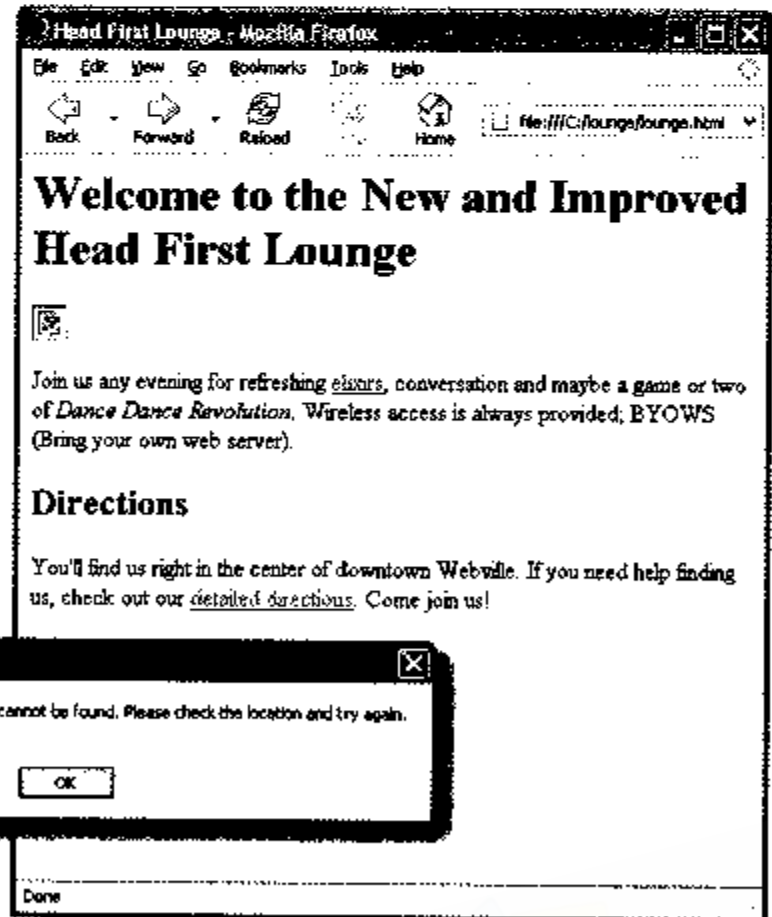 Head First Lounge - Mozilla Firefox
File Edit View Go Bookmarks Tools Help
Back Forward Reload Home file:///C:/lounge/lounge.html
Welcome to the New and Improved
Head First Lounge
Join us any evening for refreshing elixirs, conversation and maybe a game or two
of Dance Dance Revolution. Wireless access is always provided; BYOWS
(Bring your own web server).
Directions
You'll find us right in the center of downtown Webville. If you need help finding
us, check out our detailed directions. Come join us!
cannot be found. Please check the location and try again.
OK
Done